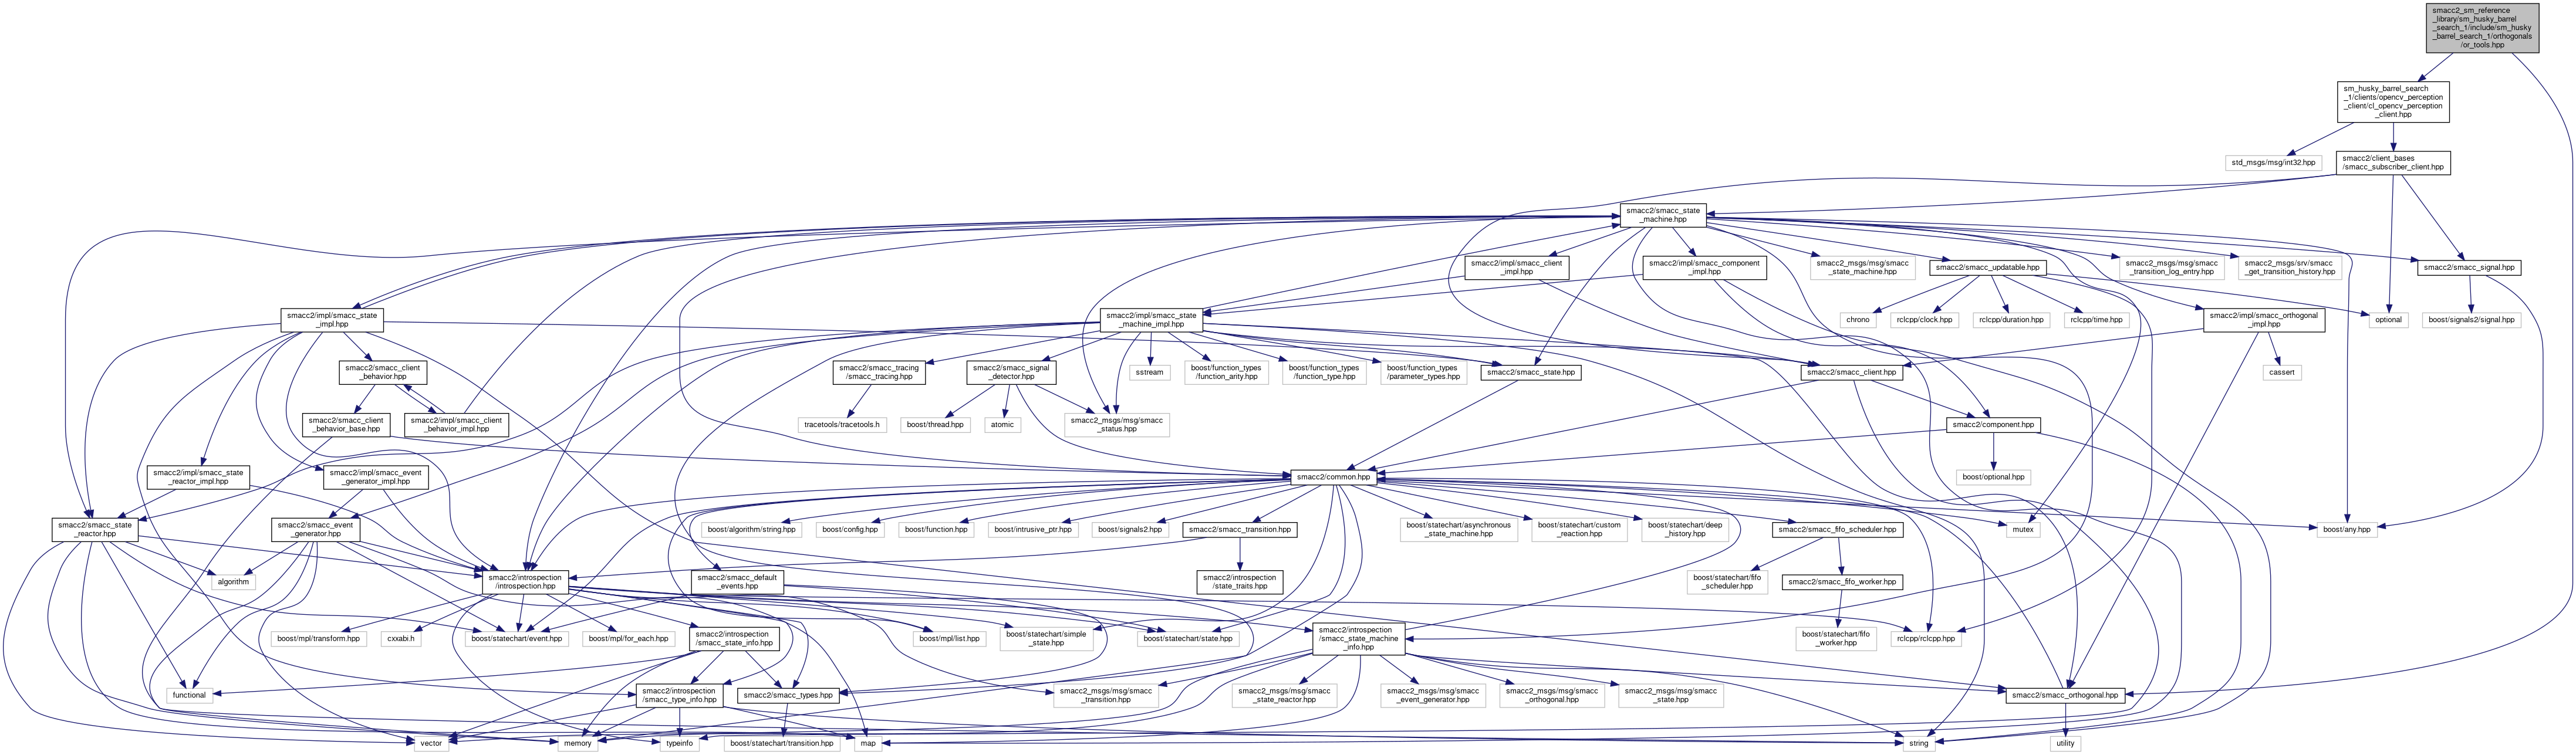 smacc2_sm_reference
_library/sm_husky_barrel
_search_1/include/sm_husky
_barrel_search_1/orthogonals
/or_tools.hpp
sm_husky_barrel_search
_1/clients/opencv_perception
_client/cl_opencv_perception
_client.hpp
std_msgs/msg/int32.hpp
smacc2/client_bases
/smacc_subscriber_client.hpp
smacc2/smacc_state
_machine.hpp
smacc2/impl/smacc_client
_impl.hpp
smacc2/impl/smacc_component
_impl.hpp
smacc2_msgs/msg/smacc
_state_machine.hpp
smacc2/smacc_updatable.hpp
smacc2_msgs/msg/smacc
_transition_log_entry.hpp
smacc2_msgs/srv/smacc
_get_transition_history.hpp
smacc2/smacc_signal.hpp
smacc2/impl/smacc_state
_impl.hpp
smacc2/impl/smacc_state
_machine_impl.hpp
chrono
rclcpp/clock.hpp
rclcpp/duration.hpp
rclcpp/time.hpp
smacc2/impl/smacc_orthogonal
_impl.hpp
optional
boost/signals2/signal.hpp
smacc2/smacc_client
_behavior.hpp
smacc2/smacc_tracing
/smacc_tracing.hpp
smacc2/smacc_signal
_detector.hpp
sstream
boost/function_types
/function_arity.hpp
boost/function_types
/function_type.hpp
boost/function_types
/parameter_types.hpp
smacc2/smacc_state.hpp
smacc2/smacc_client.hpp
cassert
smacc2/smacc_client
_behavior_base.hpp
smacc2/impl/smacc_client
_behavior_impl.hpp
tracetools/tracetools.h
boost/thread.hpp
atomic
smacc2_msgs/msg/smacc
_status.hpp
smacc2/component.hpp
smacc2/impl/smacc_state
_reactor_impl.hpp
smacc2/impl/smacc_event
_generator_impl.hpp
smacc2/common.hpp
boost/optional.hpp
smacc2/smacc_state
_reactor.hpp
smacc2/smacc_event
_generator.hpp
boost/algorithm/string.hpp
boost/config.hpp
boost/function.hpp
boost/intrusive_ptr.hpp
boost/signals2.hpp
smacc2/smacc_transition.hpp
boost/statechart/asynchronous
_state_machine.hpp
boost/statechart/custom
_reaction.hpp
boost/statechart/deep
_history.hpp
smacc2/smacc_fifo_scheduler.hpp
mutex
boost/any.hpp
algorithm
smacc2/introspection
/introspection.hpp
smacc2/smacc_default
_events.hpp
smacc2/introspection
/state_traits.hpp
boost/statechart/fifo
_scheduler.hpp
smacc2/smacc_fifo_worker.hpp
boost/mpl/transform.hpp
cxxabi.h
boost/statechart/event.hpp
boost/mpl/for_each.hpp
smacc2/introspection
/smacc_state_info.hpp
boost/mpl/list.hpp
boost/statechart/simple
_state.hpp
boost/statechart/state.hpp
smacc2/introspection
/smacc_state_machine
_info.hpp
boost/statechart/fifo
_worker.hpp
rclcpp/rclcpp.hpp
functional
smacc2/introspection
/smacc_type_info.hpp
smacc2/smacc_types.hpp
smacc2_msgs/msg/smacc
_transition.hpp
smacc2_msgs/msg/smacc
_state_reactor.hpp
smacc2_msgs/msg/smacc
_event_generator.hpp
smacc2_msgs/msg/smacc
_orthogonal.hpp
smacc2_msgs/msg/smacc
_state.hpp
smacc2/smacc_orthogonal.hpp
vector
memory
typeinfo
boost/statechart/transition.hpp
map
string
utility